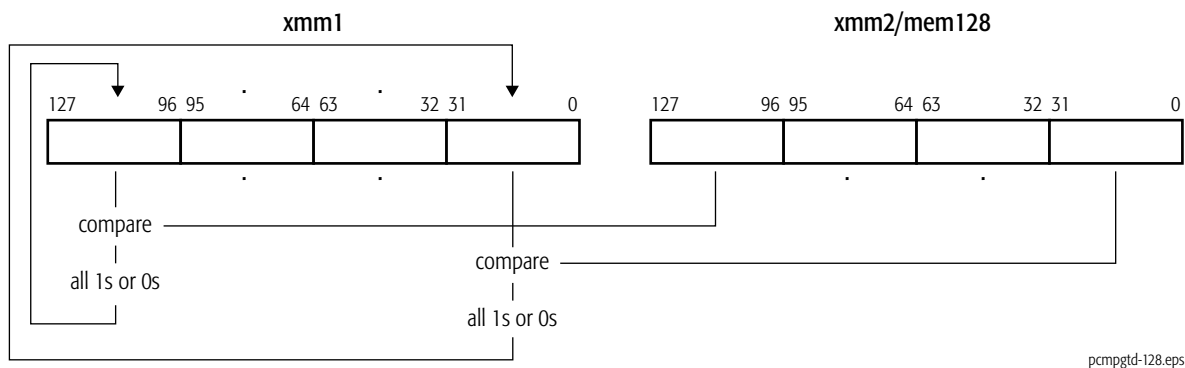 xmm1 xmm2/mem128
127 96 95 64 63 32 31 0 127 96 95 64 63 32 31 0
compare
compare
all 1s or 0s
all 1s or 0s
pcmpgtd-128.eps